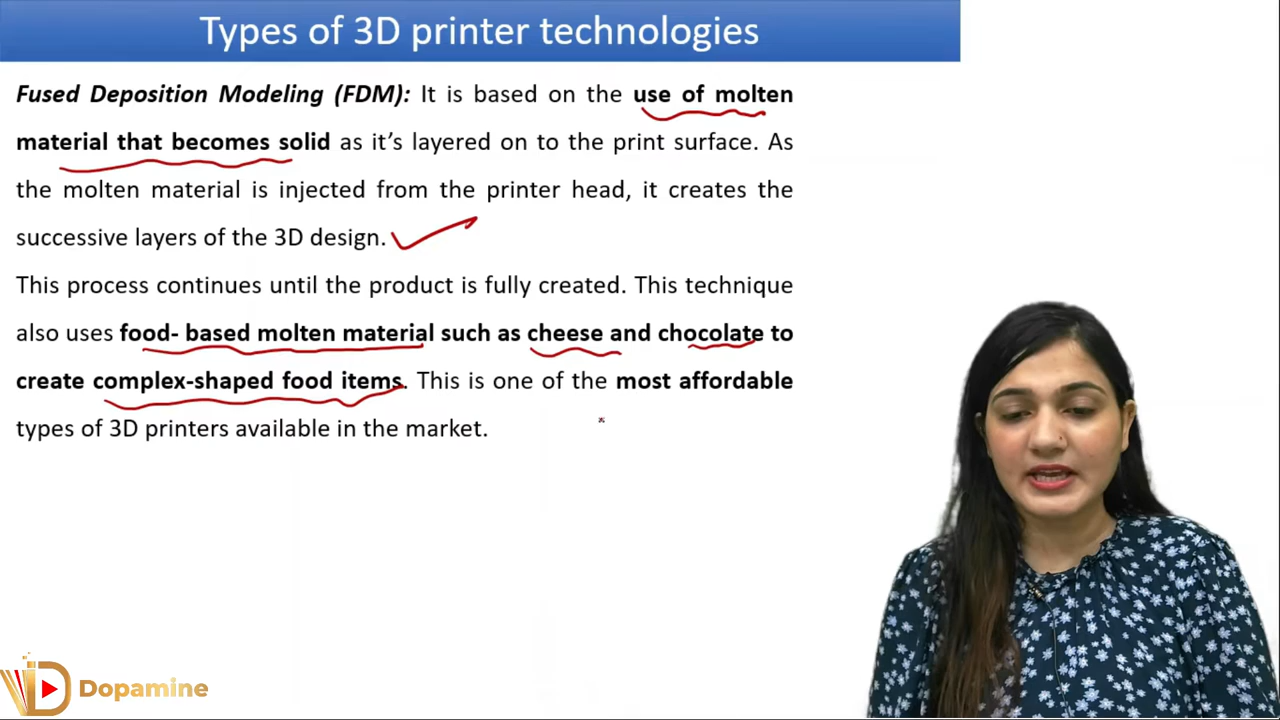 Types of 3D printer technologies
Fused Deposition Modeling (FDM): It is based on the use of molten
material that becomes solid as it's layered on to the print surface. As
the molten material is injected from the printer head, it creates the
successive layers of the 3D design.
This process continues until the product is fully created. This technique
also uses food- based molten material such as cheese and chocolate to
create complex-shaped food items. This is one of the most affordable
types of 3D printers available in the market.
Dopamine